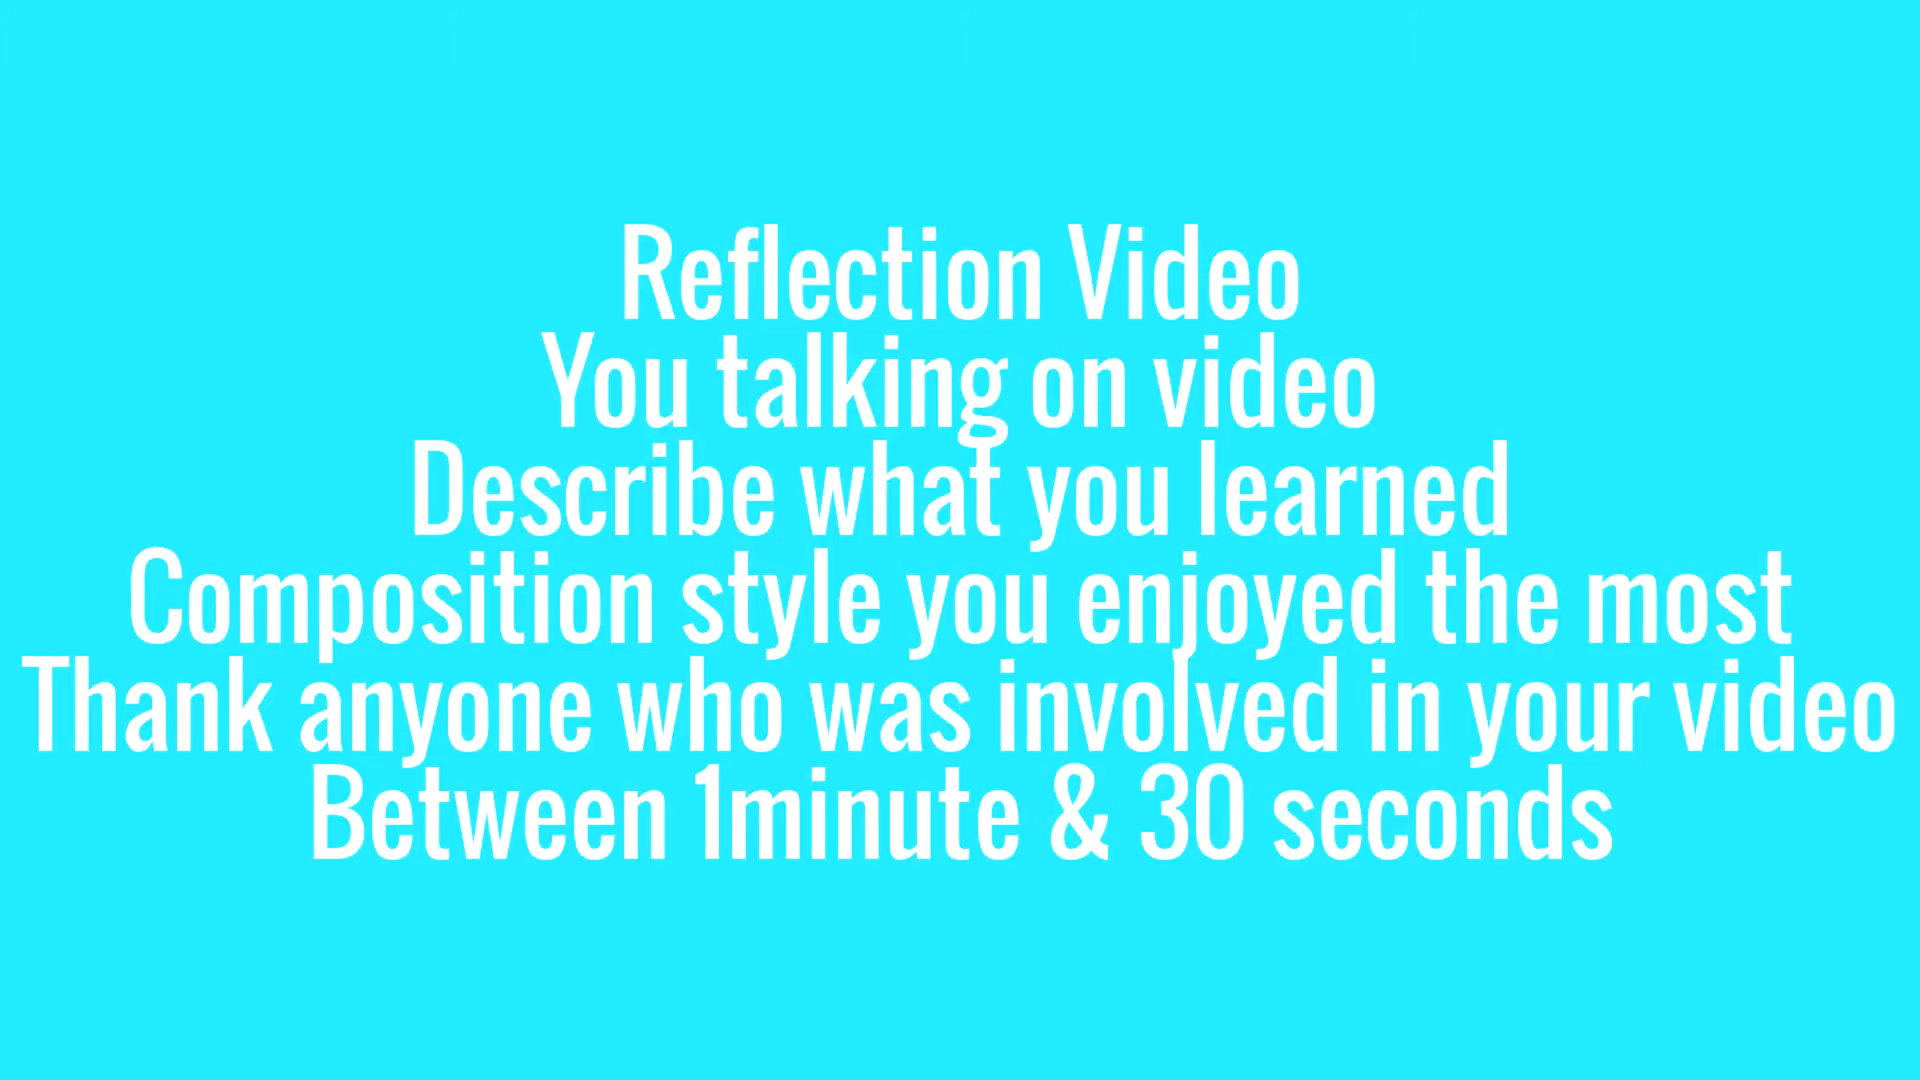 Reflection Video
You talking on video
Describe what you learned
Composition style you enjoyed the most
Thank anyone who was involved in your video
Between 1minute & 30 seconds